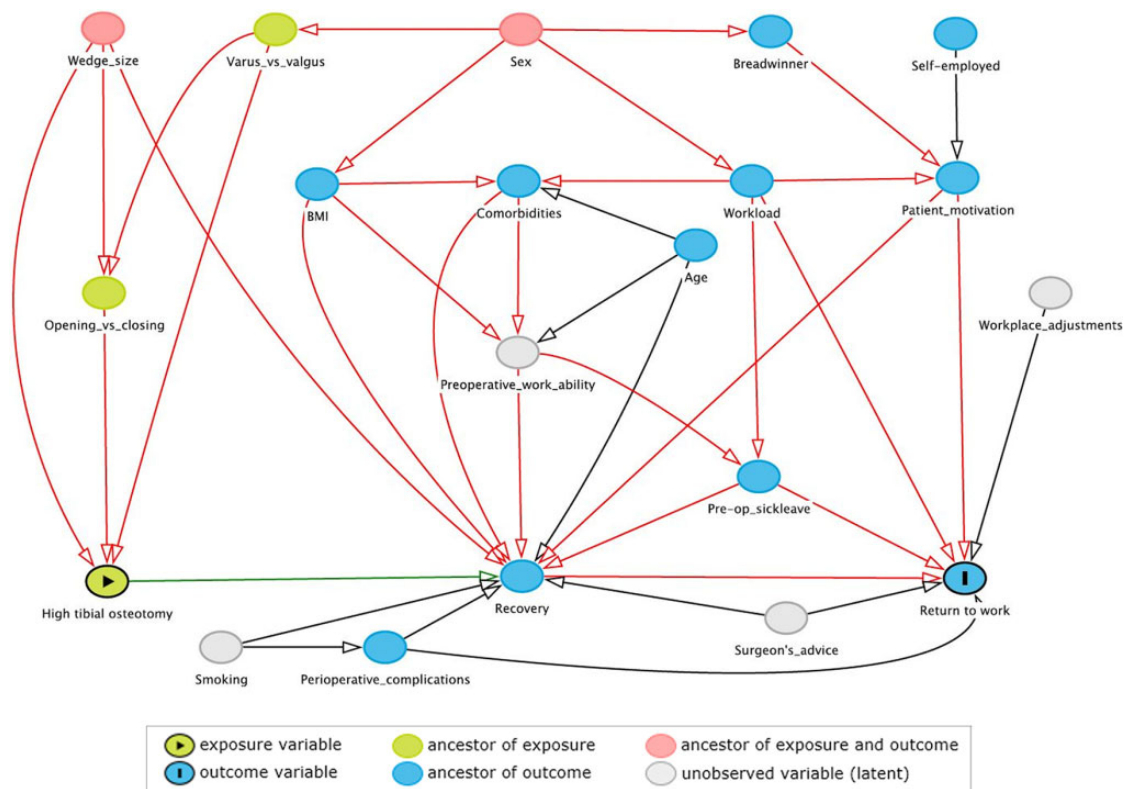 Wedge_size
Varus_vs_valgus
Sex
Breadwinner
Self-employed
BMI
Comorbidities
Workload
Patient_motivation
Age
Opening_vs_closing
Workplace_adjustments
Preoperative_work_ability
Pre-op_sickleave
High tibial osteotomy
Recovery
Return to work
Surgeon's_advice
Smoking
Perioperative_complications
exposure variable
ancestor of exposure
ancestor of exposure and outcome
outcome variable
ancestor of outcome
unobserved variable (latent)